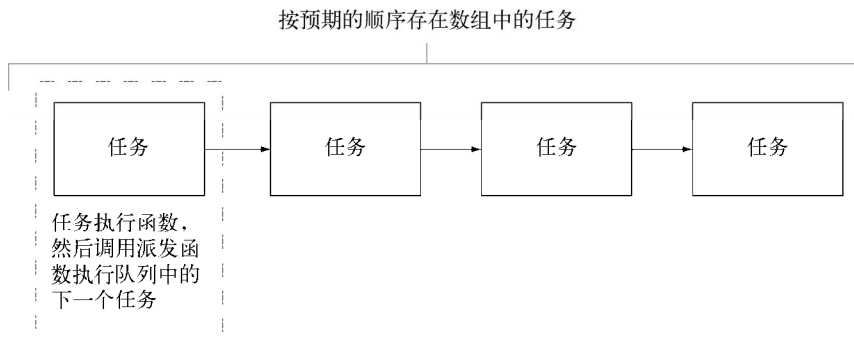 按预期的顺序存在数组中的任务
任务
任务
任务
任务
任务执行函数，
然后调用派发函
数执行队列中的
下一个任务